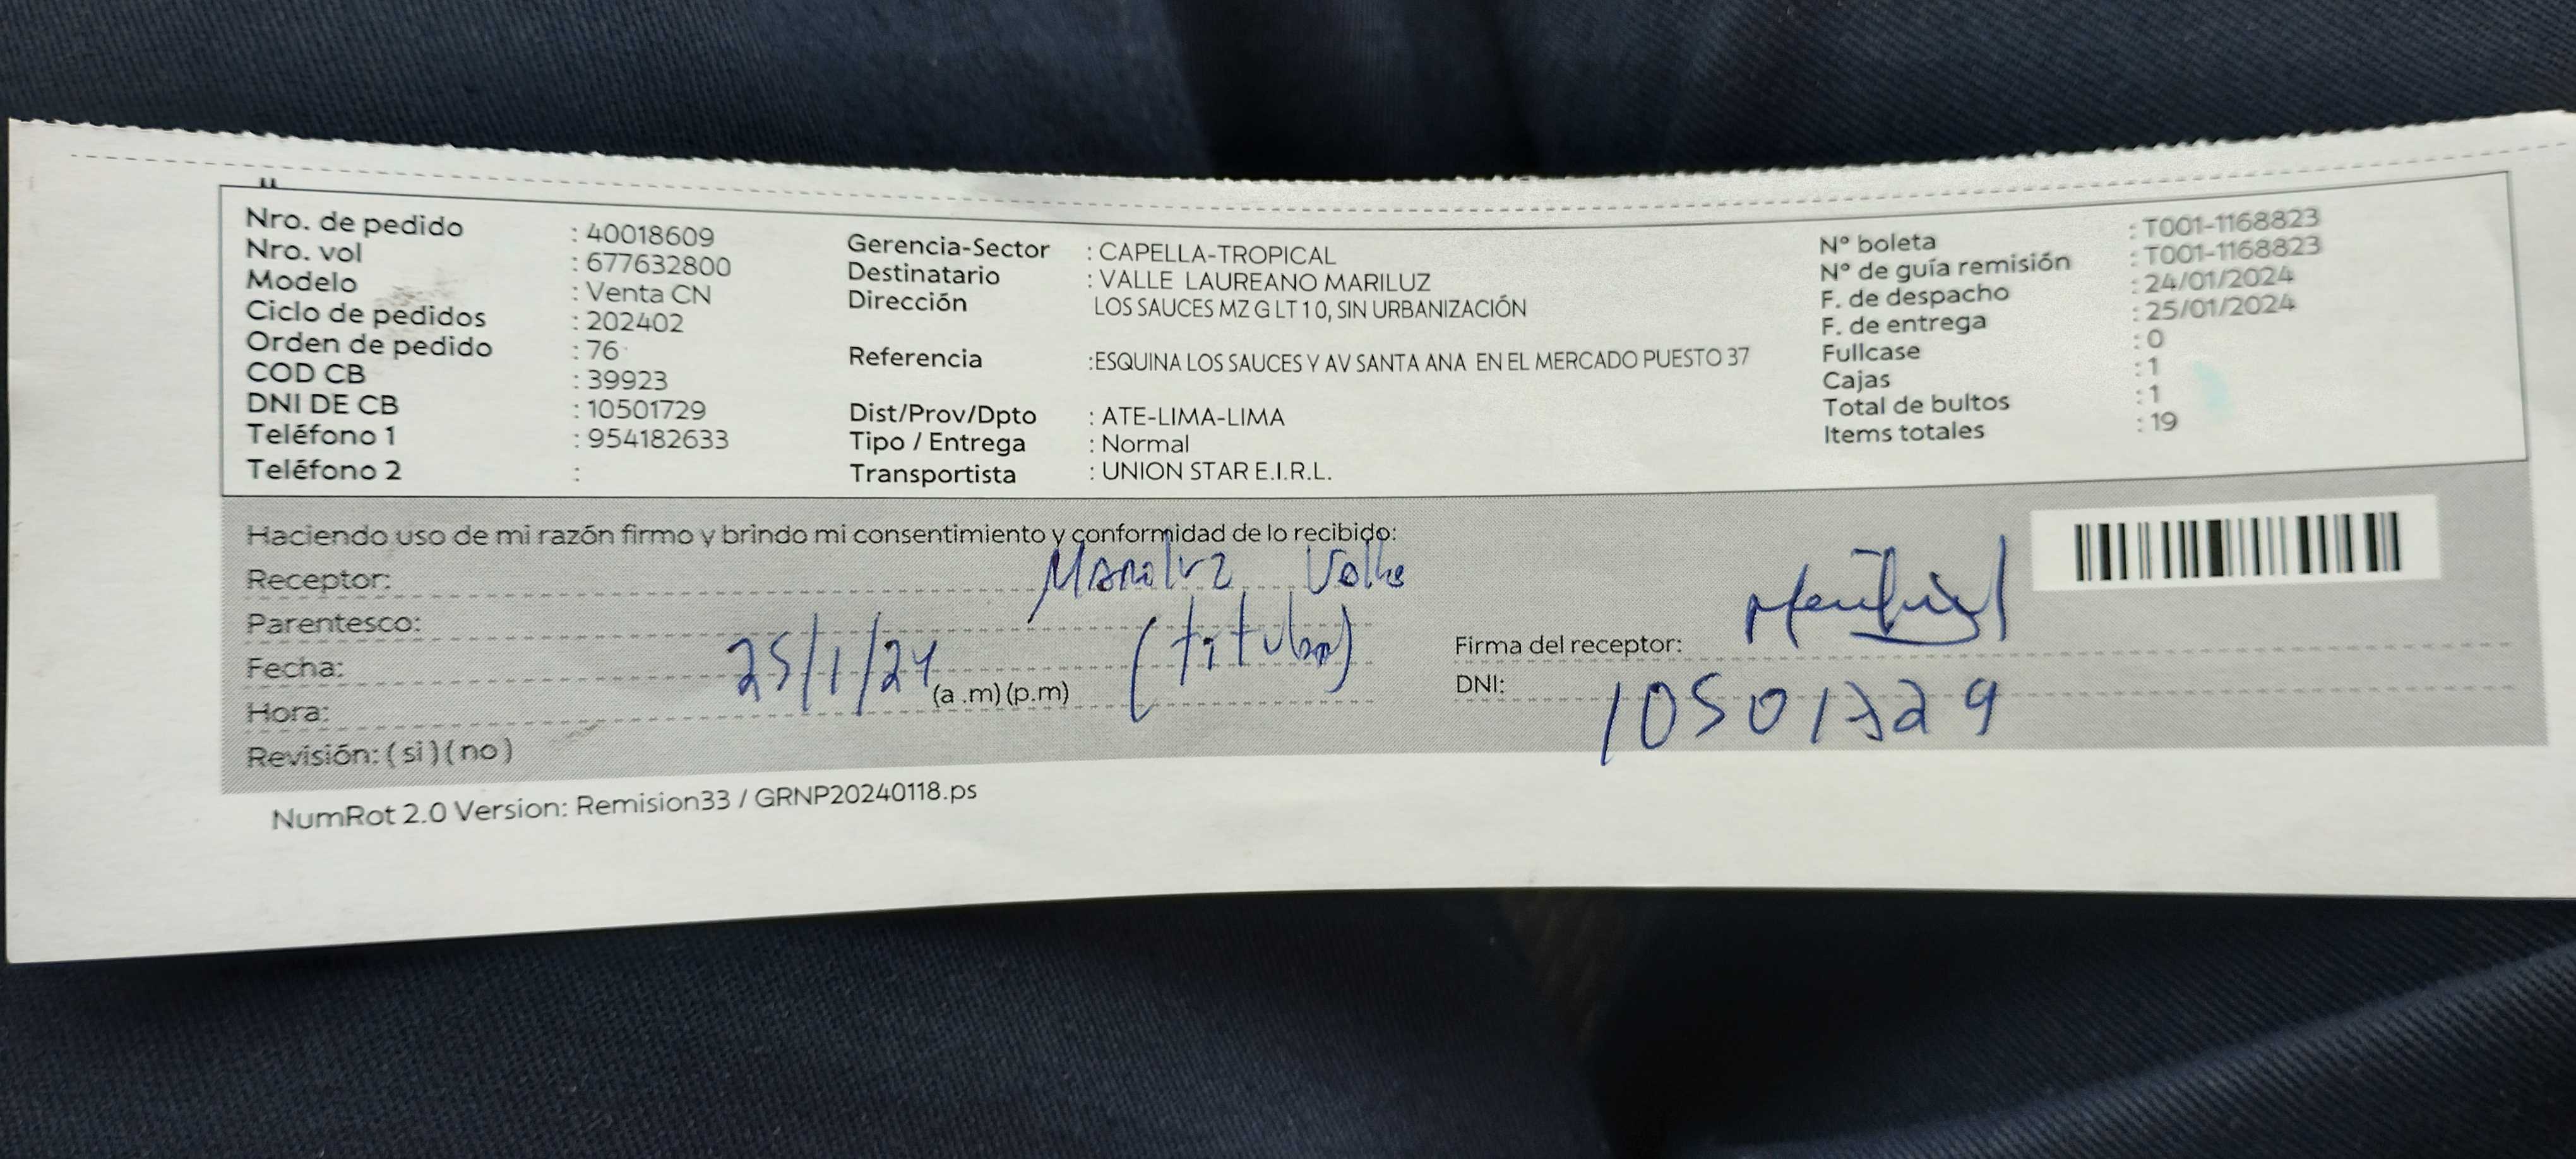 Nro. de pedido : 40018609
Nro. vol : 677632800
Modelo : Venta CN
Ciclo de pedidos : 202402
Orden de pedido : 76
COD CB : 39923
DNI DE CB : 10501729
Teléfono 1 : 954182633
Teléfono 2 :
Gerencia-Sector : CAPELLA-TROPICAL
Destinatario : VALLE LAUREANO MARILUZ
Dirección LOS SAUCES MZ G LT 10, SIN URBANIZACIÓN
Referencia :ESQUINA LOS SAUCES Y AV SANTA ANA EN EL MERCADO PUESTO 37
Dist/Prov/Dpto : ATE-LIMA-LIMA
Tipo / Entrega : Normal
Transportista : UNION STAR E.I.R.L.
N° boleta : T001-1168823
N° de guía remisión : T001-1168823
F. de despacho : 24/01/2024
F. de entrega : 25/01/2024
Fullcase : 0
Cajas : 1
Total de bultos : 1
Items totales : 19
Haciendo uso de mi razón firmo y brindo mi consentimiento y conformidad de lo recibido:
Receptor: Mariluz Valle
Parentesco: (titular)
Fecha: 25/1/24
Hora: (a .m) (p.m)
Revisión: ( si ) ( no )
Firma del receptor:
DNI: 10501729
NumRot 2.0 Version: Remision33 / GRNP20240118.ps